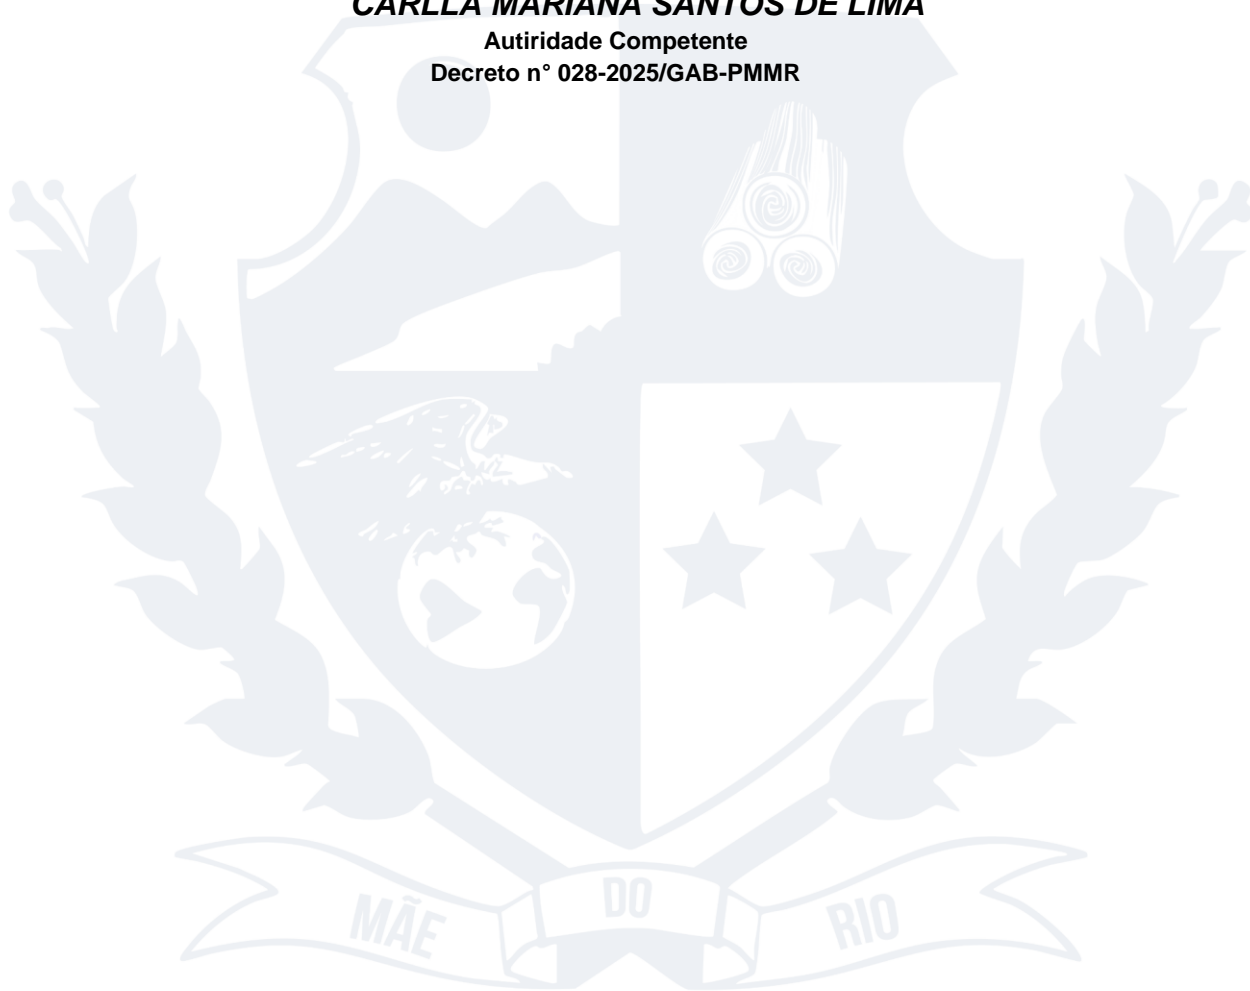 CARLLA MARIANA SANTOS DE LIMA
Autiridade Competente
Decreto n° 028-2025/GAB-PMMR
MÃE DO RIO